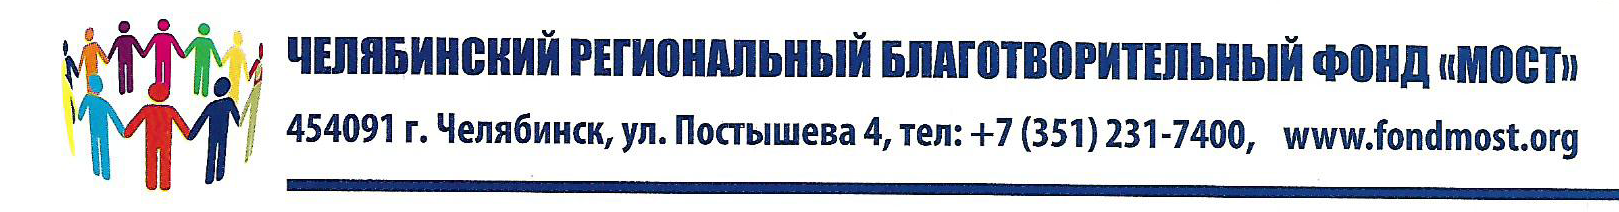 ЧЕЛЯБИНСКИЙ РЕГИОНАЛЬНЫЙ БЛАГОТВОРИТЕЛЬНЫЙ ФОНД «МОСТ»
454091 г. Челябинск, ул. Постышева 4, тел: +7 (351) 231-7400, www.fondmost.org